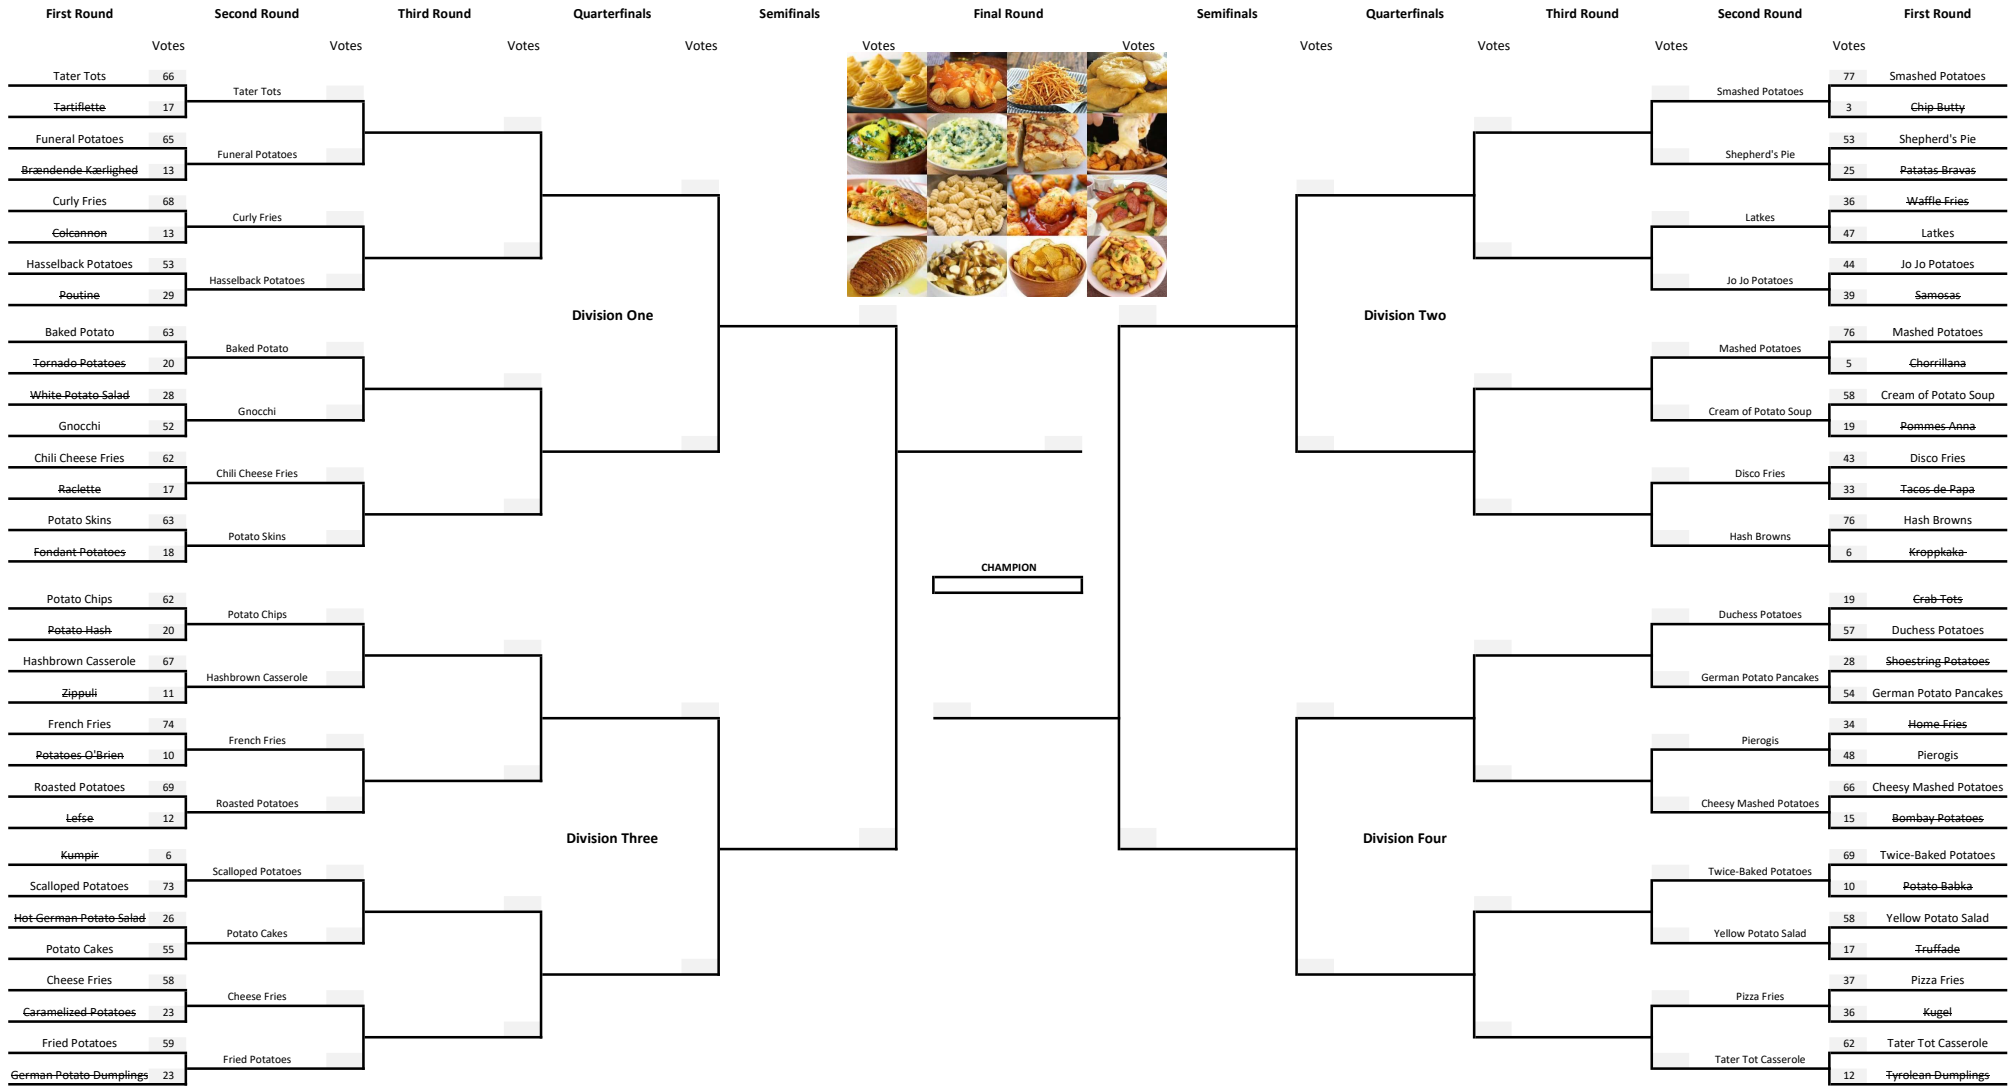 First Round Second Round Third Round Quarterfinals Semifinals Final Round Semifinals Quarterfinals Third Round Second Round First Round
Votes Votes Votes Votes Votes Votes Votes Votes Votes Votes
Tater Tots 66
Tater Tots
Tartiflette 17
Funeral Potatoes 65
Funeral Potatoes
Brændende Kærlighed 13
Curly Fries 68
Curly Fries
Colcannon 13
Hasselback Potatoes 53
Hasselback Potatoes
Poutine 29
Division One
Baked Potato 63
Baked Potato
Tornado Potatoes 20
White Potato Salad 28
Gnocchi
Gnocchi 52
Chili Cheese Fries 62
Chili Cheese Fries
Raclette 17
Potato Skins 63
Potato Skins
Fondant Potatoes 18
Potato Chips 62
Potato Chips
Potato Hash 20
Hashbrown Casserole 67
Hashbrown Casserole
Zippuli 11
French Fries 74
French Fries
Potatoes O'Brien 10
Roasted Potatoes 69
Roasted Potatoes
Lefse 12
Division Three
Kumpir 6
Scalloped Potatoes
Scalloped Potatoes 73
Hot German Potato Salad 26
Potato Cakes
Potato Cakes 55
Cheese Fries 58
Cheese Fries
Caramelized Potatoes 23
Fried Potatoes 59
Fried Potatoes
German Potato Dumplings 23
CHAMPION
77 Smashed Potatoes
Smashed Potatoes
3 Chip Butty
53 Shepherd's Pie
Shepherd's Pie
25 Patatas Bravas
36 Waffle Fries
Latkes
47 Latkes
44 Jo Jo Potatoes
Jo Jo Potatoes
39 Samosas
Division Two
76 Mashed Potatoes
Mashed Potatoes
5 Chorrillana
58 Cream of Potato Soup
Cream of Potato Soup
19 Pommes Anna
43 Disco Fries
Disco Fries
33 Tacos de Papa
76 Hash Browns
Hash Browns
6 Kroppkaka
19 Crab Tots
Duchess Potatoes
57 Duchess Potatoes
28 Shoestring Potatoes
German Potato Pancakes
54 German Potato Pancakes
34 Home Fries
Pierogis
48 Pierogis
66 Cheesy Mashed Potatoes
Cheesy Mashed Potatoes
15 Bombay Potatoes
Division Four
69 Twice-Baked Potatoes
Twice-Baked Potatoes
10 Potato Babka
58 Yellow Potato Salad
Yellow Potato Salad
17 Truffade
37 Pizza Fries
Pizza Fries
36 Kugel
62 Tater Tot Casserole
Tater Tot Casserole
12 Tyrolean Dumplings